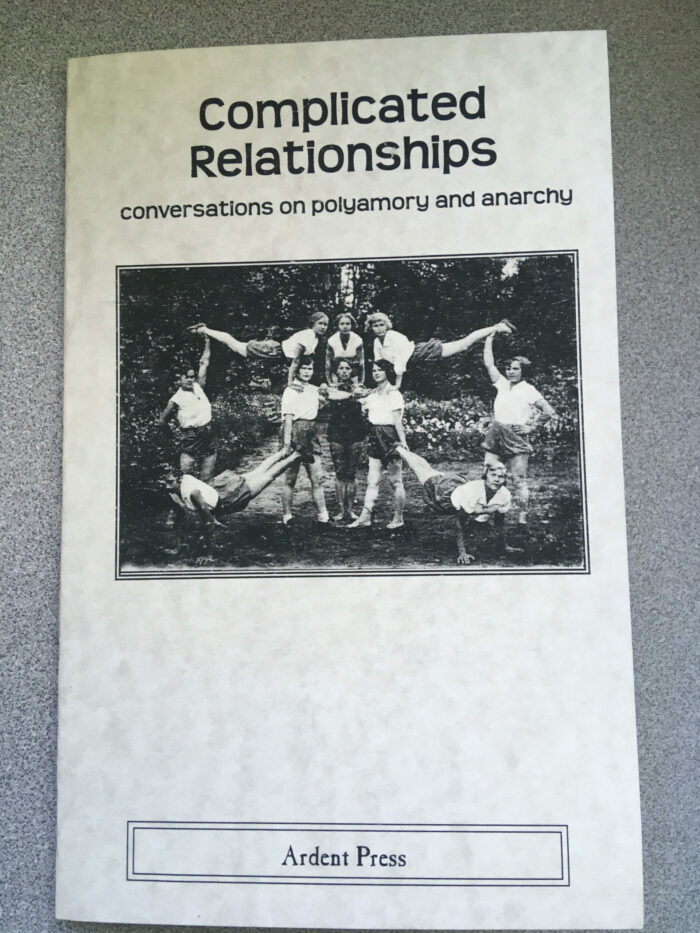 Complicated
Relationships
conversations on polyamory and anarchy
Ardent Press